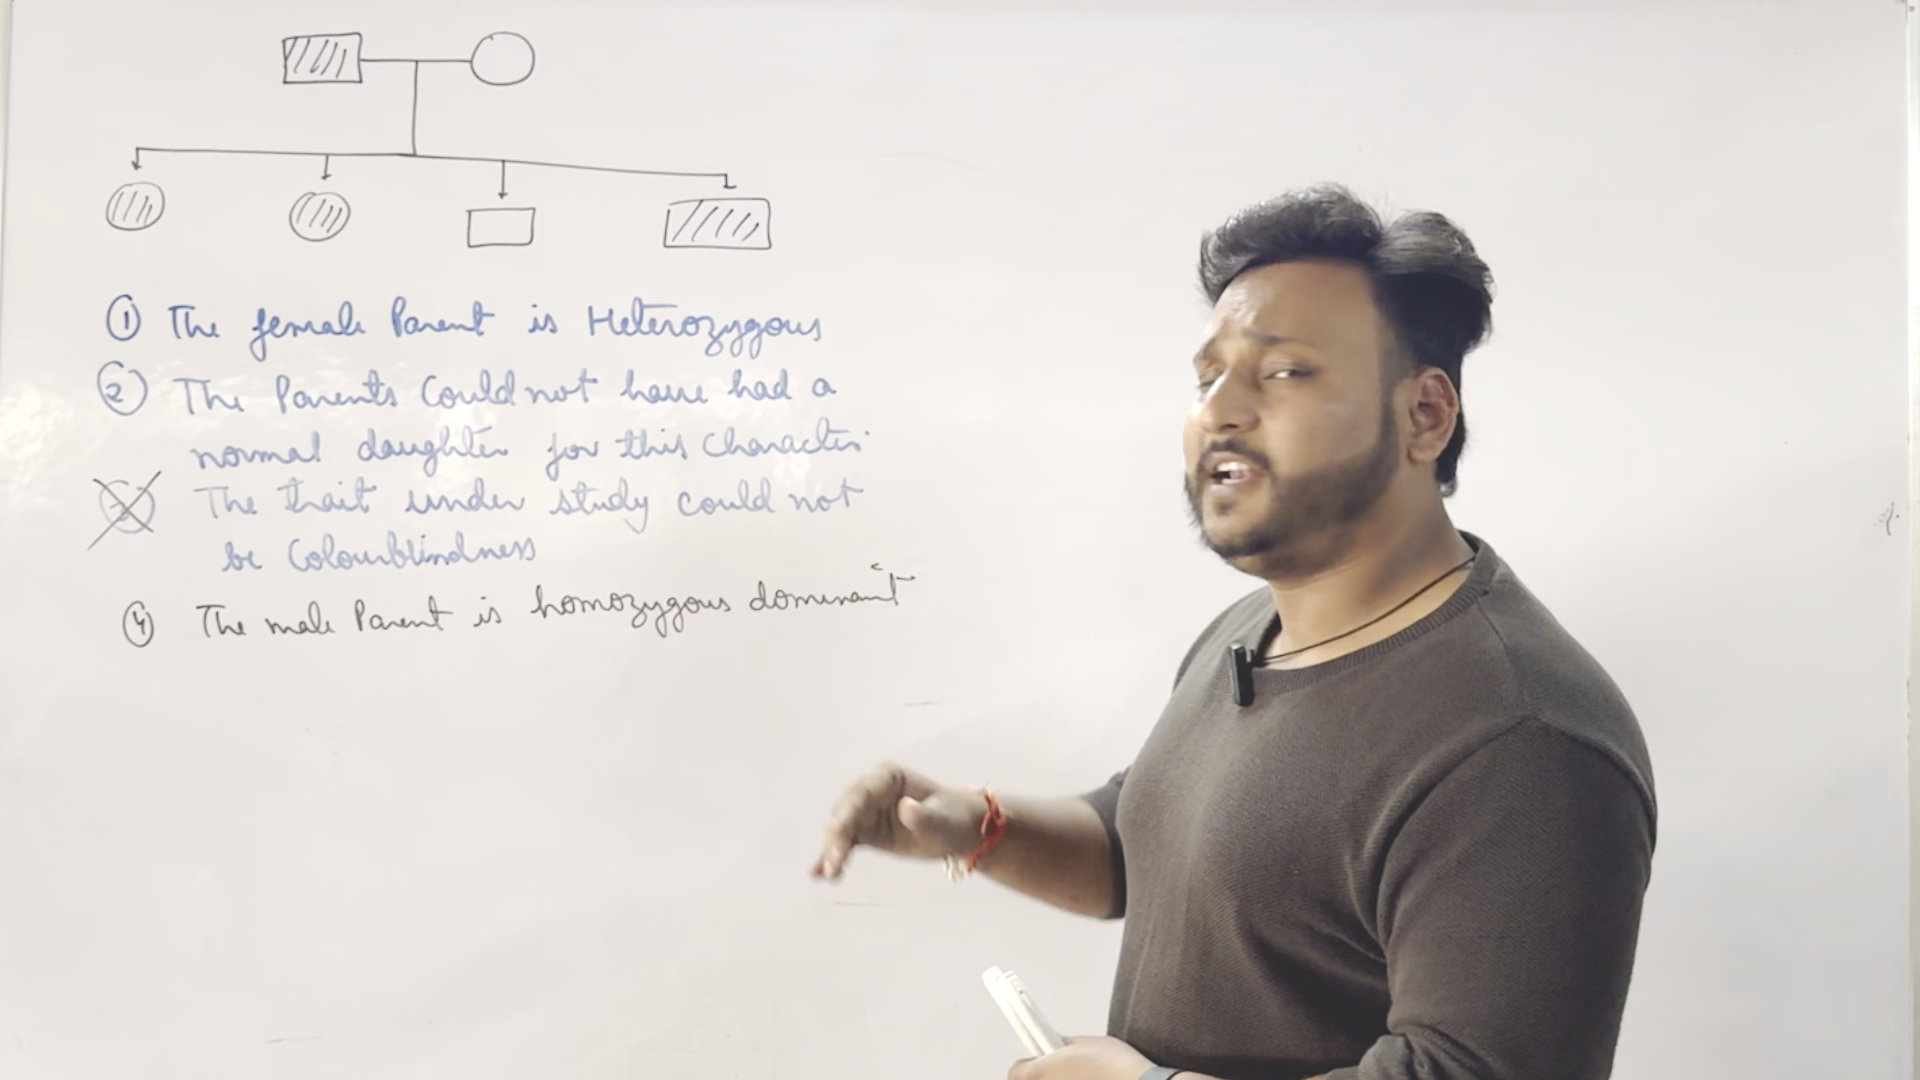 ① The female Parent is Heterozygous
② The Parents Could not have had a
normal daughter for this Character.
③ The trait under study could not
be Colourblindness
④ The male Parent is homozygous dominant